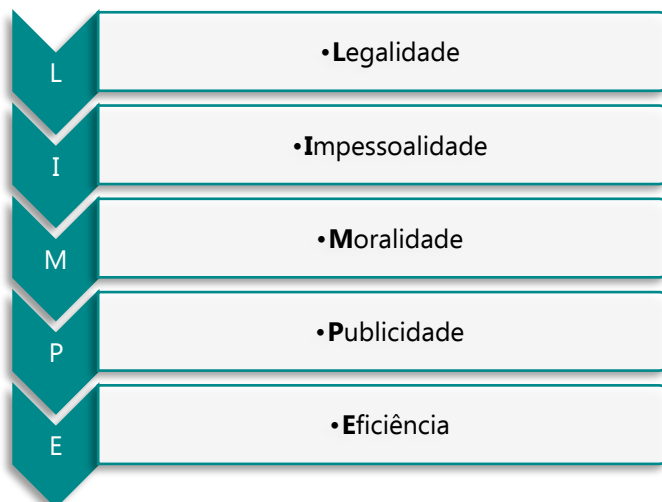 L
•Legalidade
I
•Impessoalidade
M
•Moralidade
P
•Publicidade
E
•Eficiência